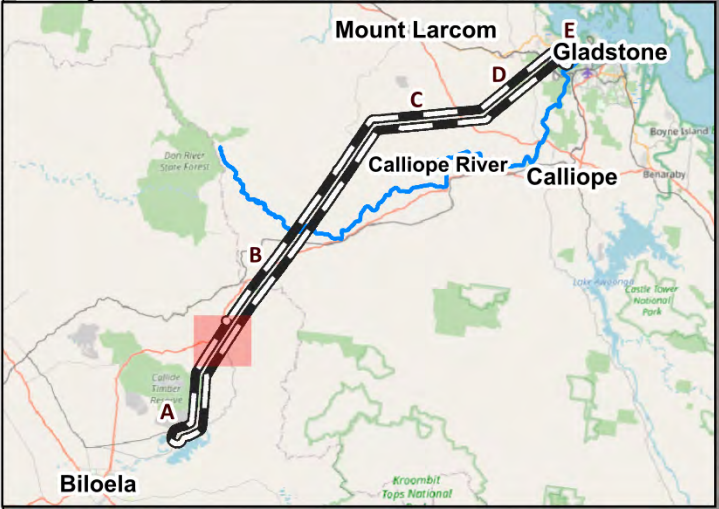 Mount Larcom
E
Gladstone
D
C
Boyne Island
Don River
State Forest
Calliope River
Calliope
Benaraby
B
Lake Awoonga
Castle Tower
National
Park
Callide
Timber
Reserve
A
Biloela
Kroombit
Tops National